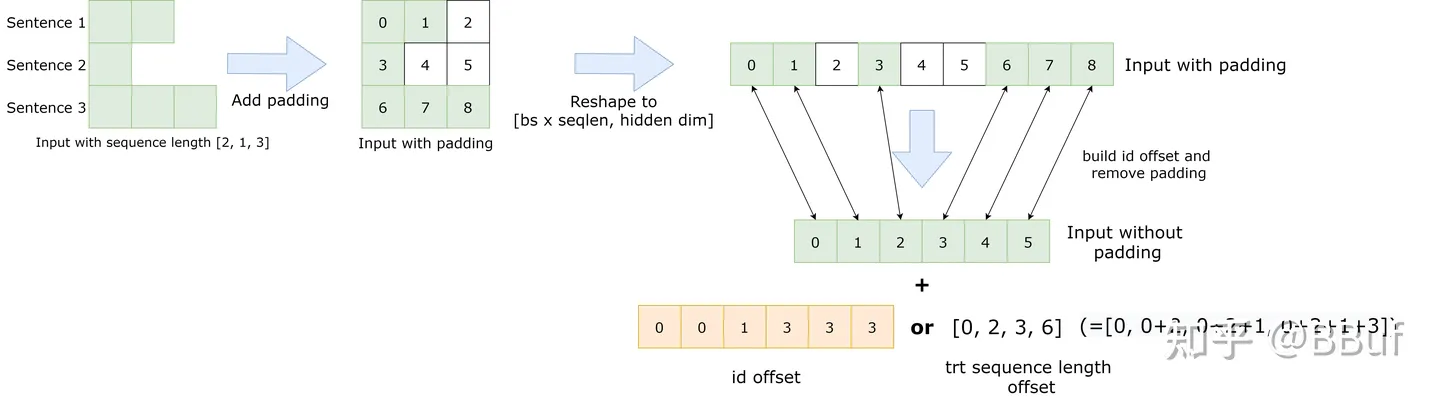 Sentence 1
Sentence 2
Sentence 3
Input with sequence length [2, 1, 3]
Add padding
0 1 2
3 4 5
6 7 8
Input with padding
Reshape to
[bs x seqlen, hidden dim]
0 1 2 3 4 5 6 7 8
Input with padding
build id offset and
remove padding
0 1 2 3 4 5
Input without
padding
+
0 0 1 3 3 3
or [0, 2, 3, 6] (=[0, 0+2, 0+2+1, 0+2+1+3])
id offset
trt sequence length
offset
知乎 @BBuf